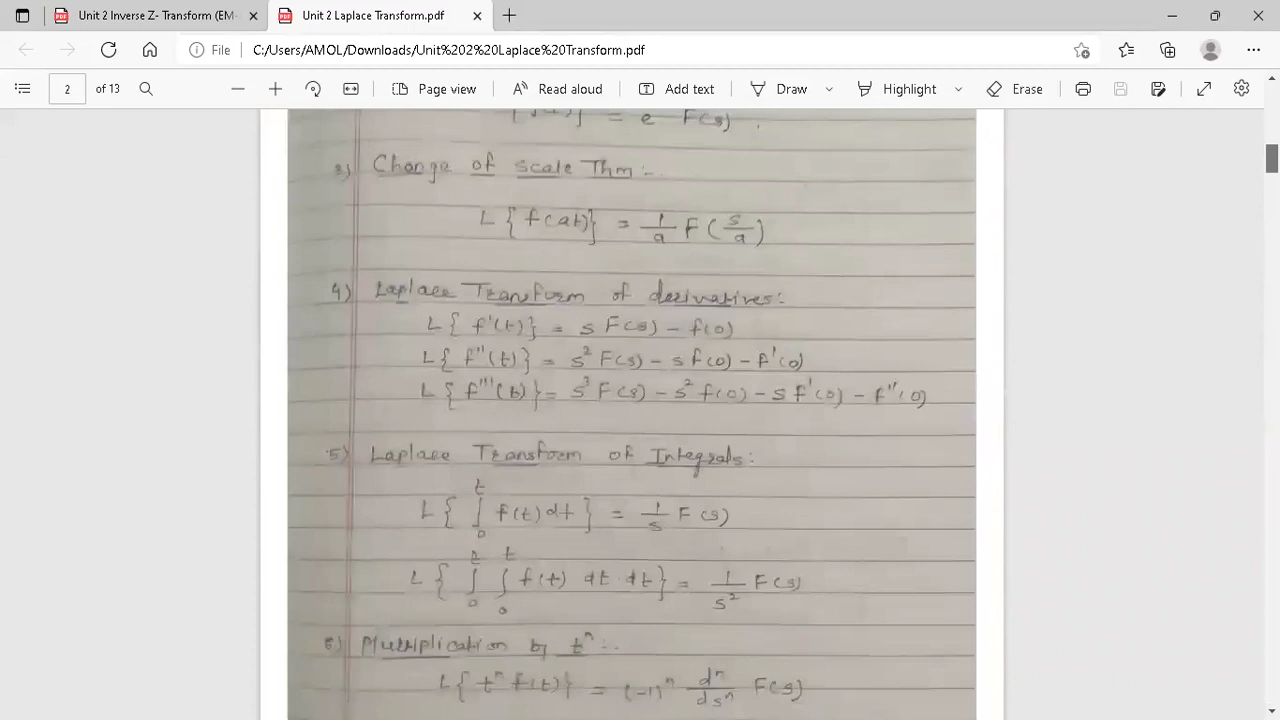 Unit 2 Inverse Z- Transform (EM-
Unit 2 Laplace Transform.pdf
File
C:/Users/AMOL/Downloads/Unit%202%20Laplace%20Transform.pdf
2 of 13
Page view
Read aloud
Add text
Draw
Highlight
Erase
= e F(s) .
3) Change of scale Thm :-
L { f(at)} = 1/a F (s/a)
4) Laplace Transform of derivatives:
L{ f'(t)} = s F(s) - f(0)
L{ f''(t) } = s² F(s) - s f(0) - f'(0)
L{ f'''(t) } = s³ F(s) - s² f(0) - s f'(0) - f''(0)
5) Laplace Transform of Integrals:
L{ ∫₀ᵗ f(t) dt } = 1/s F(s)
L { ∫₀ ∫₀ᵗ f(t) dt dt} = 1/s² F(s)
6) Multiplication by tⁿ :-
L{ tⁿ f(t)} = (-1)ⁿ dⁿ/dsⁿ F(s)